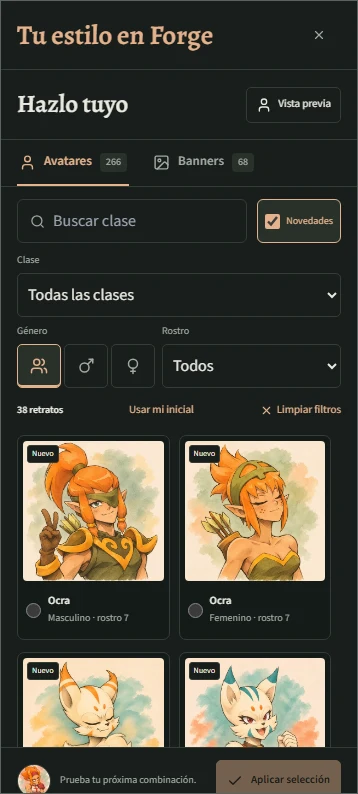 Tu estilo en Forge
Hazlo tuyo
Vista previa
Avatares 266
Banners 68
Buscar clase
Novedades
Clase
Todas las clases
Género
Rostro
Todos
38 retratos
Usar mi inicial
Limpiar filtros
Nuevo
Nuevo
Ocra
Masculino · rostro 7
Ocra
Femenino · rostro 7
Nuevo
Nuevo
Prueba tu próxima combinación.
Aplicar selección